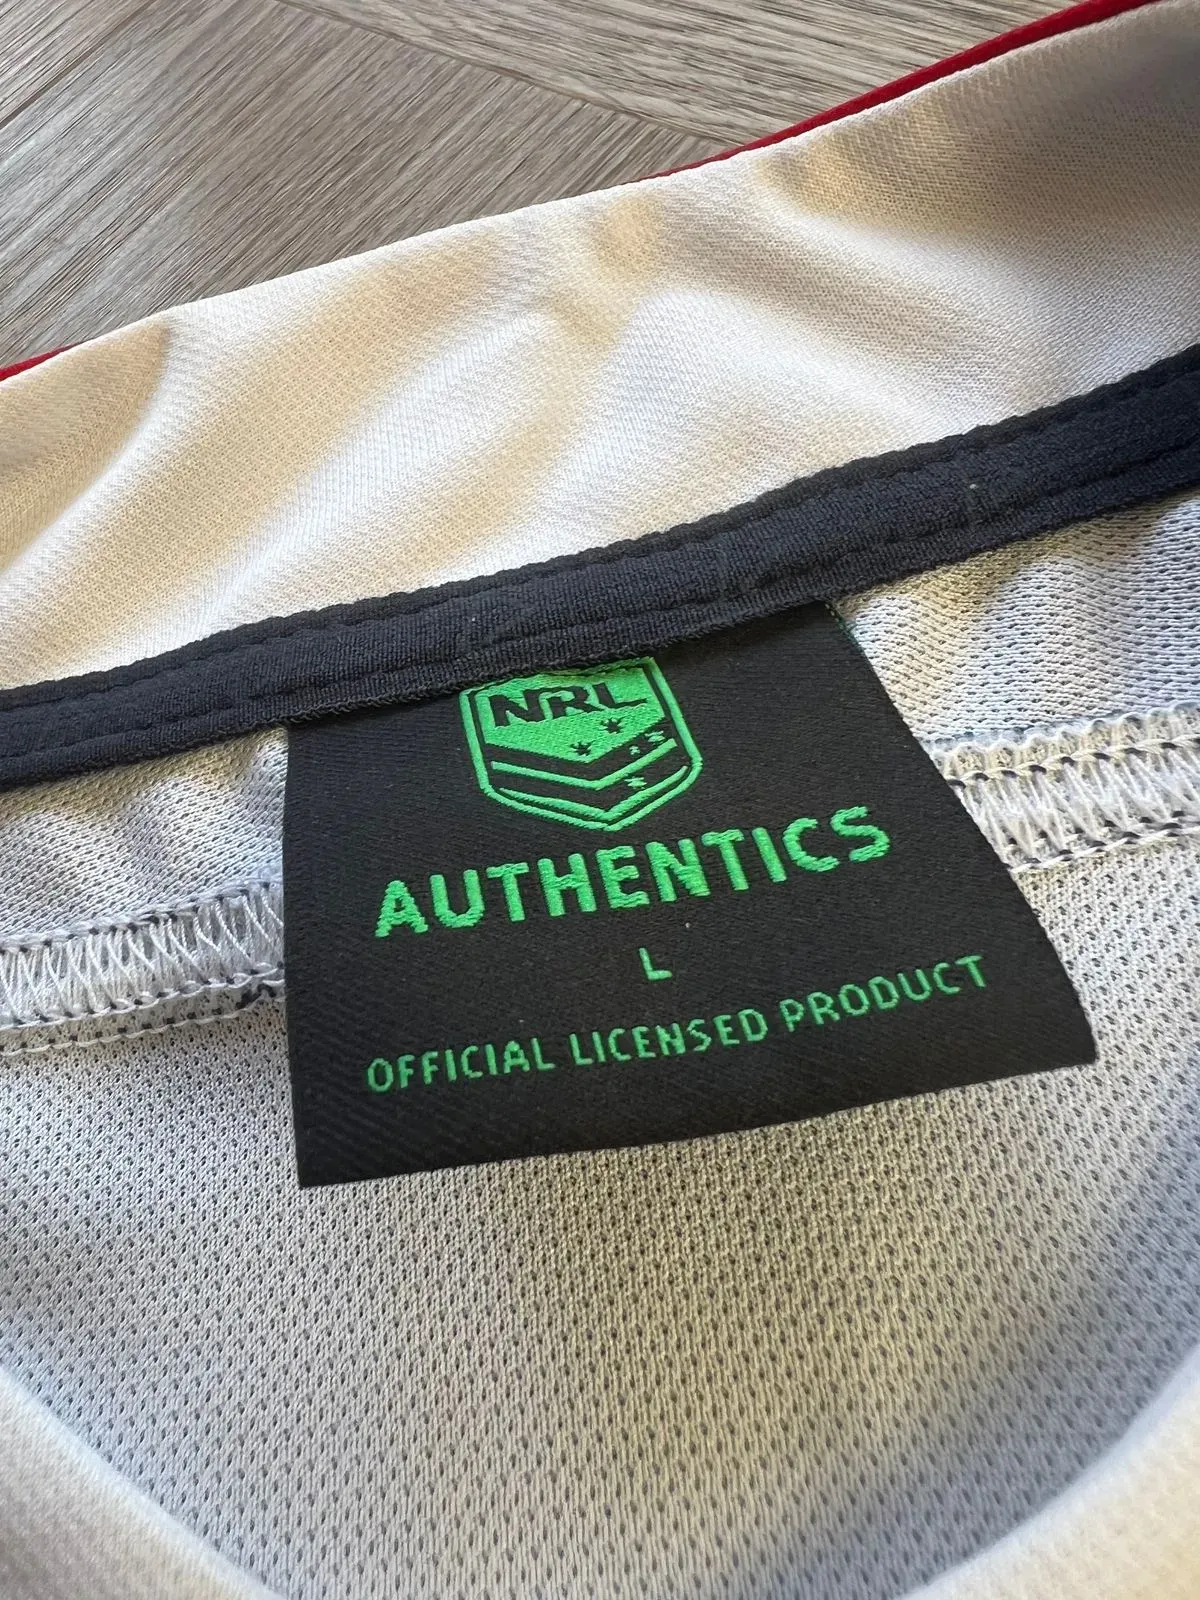 NRL
AUTHENTICS
L
OFFICIAL LICENSED PRODUCT